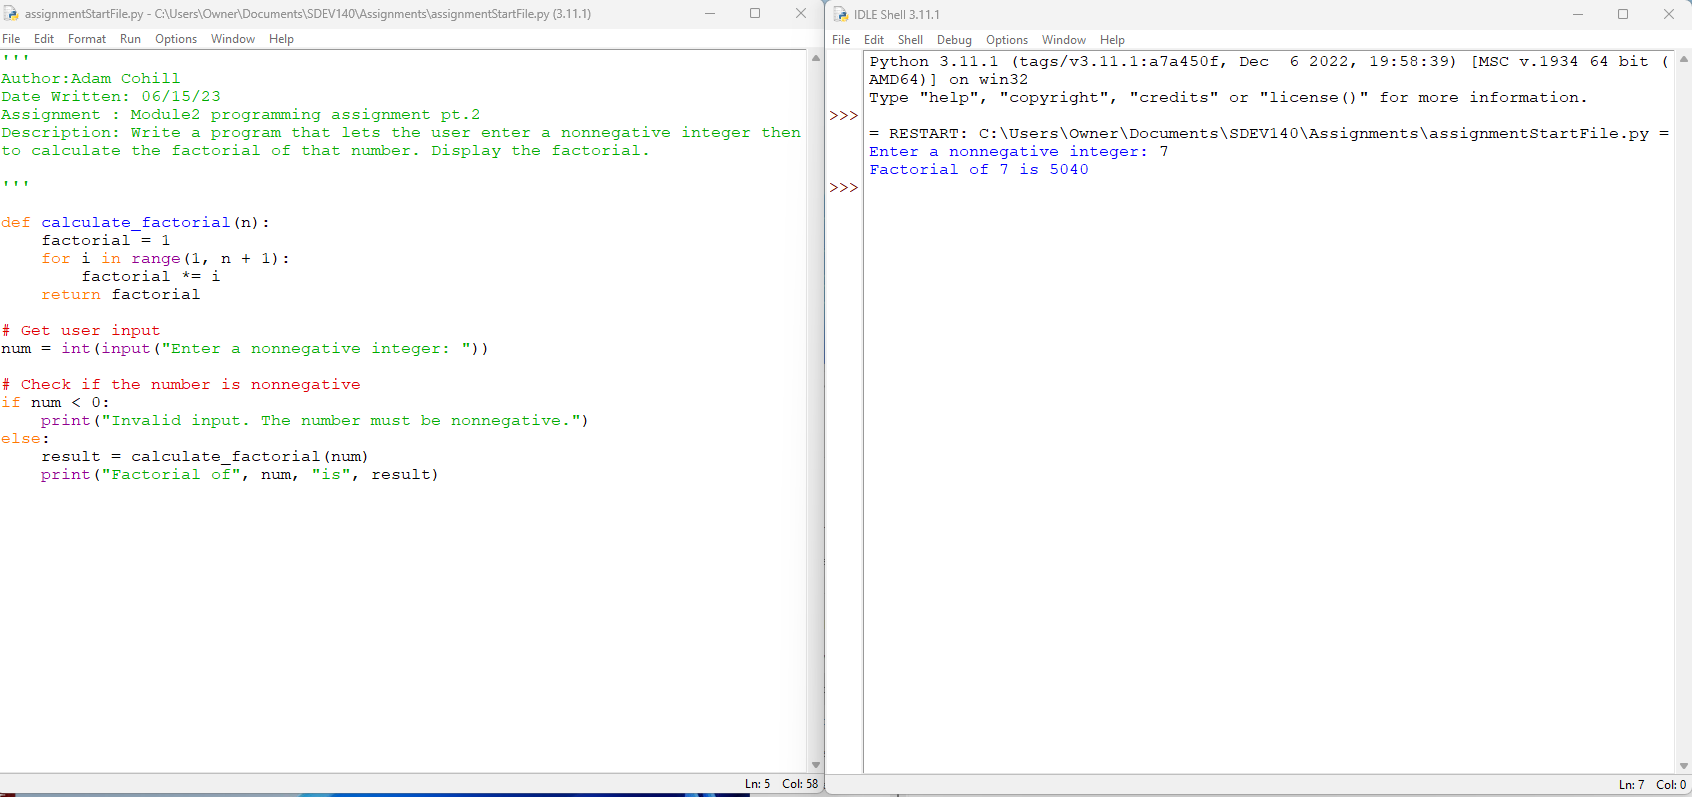 assignmentStartFile.py - C:\Users\Owner\Documents\SDEV140\Assignments\assignmentStartFile.py (3.11.1)
File Edit Format Run Options Window Help
'''
Author:Adam Cohill
Date Written: 06/15/23
Assignment : Module2 programming assignment pt.2
Description: Write a program that lets the user enter a nonnegative integer then
to calculate the factorial of that number. Display the factorial.

'''

def calculate_factorial(n):
    factorial = 1
    for i in range(1, n + 1):
        factorial *= i
    return factorial

# Get user input
num = int(input("Enter a nonnegative integer: "))

# Check if the number is nonnegative
if num < 0:
    print("Invalid input. The number must be nonnegative.")
else:
    result = calculate_factorial(num)
    print("Factorial of", num, "is", result)
Ln: 5 Col: 58
IDLE Shell 3.11.1
File Edit Shell Debug Options Window Help
Python 3.11.1 (tags/v3.11.1:a7a450f, Dec  6 2022, 19:58:39) [MSC v.1934 64 bit (
AMD64)] on win32
Type "help", "copyright", "credits" or "license()" for more information.
>>>
= RESTART: C:\Users\Owner\Documents\SDEV140\Assignments\assignmentStartFile.py =
Enter a nonnegative integer: 7
Factorial of 7 is 5040
>>>
Ln: 7 Col: 0